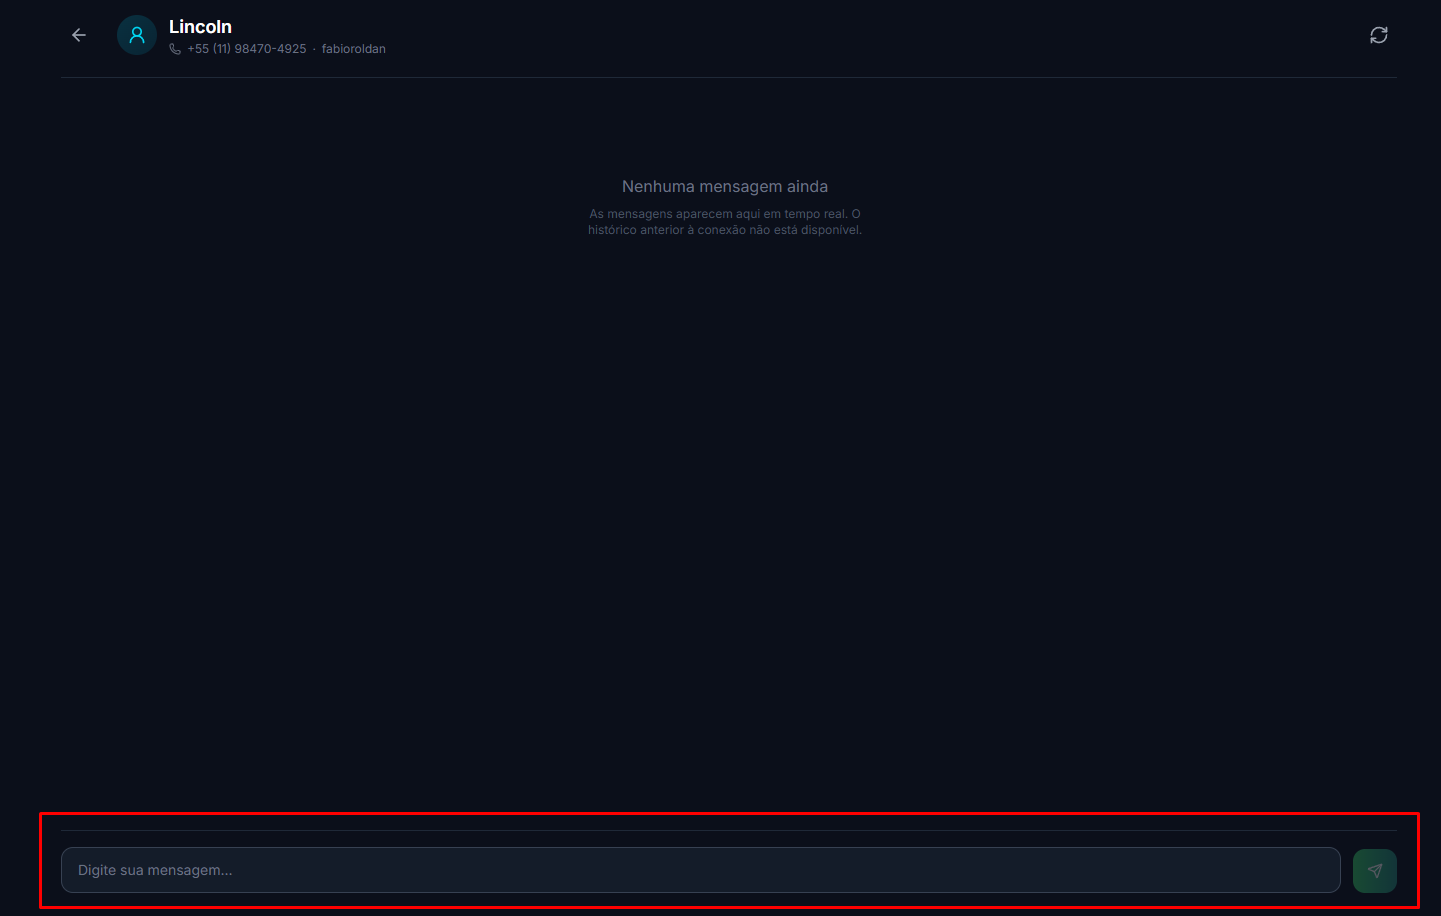 Lincoln
+55 (11) 98470-4925 · fabioroldan
Nenhuma mensagem ainda
As mensagens aparecem aqui em tempo real. O
histórico anterior à conexão não está disponível.
Digite sua mensagem...